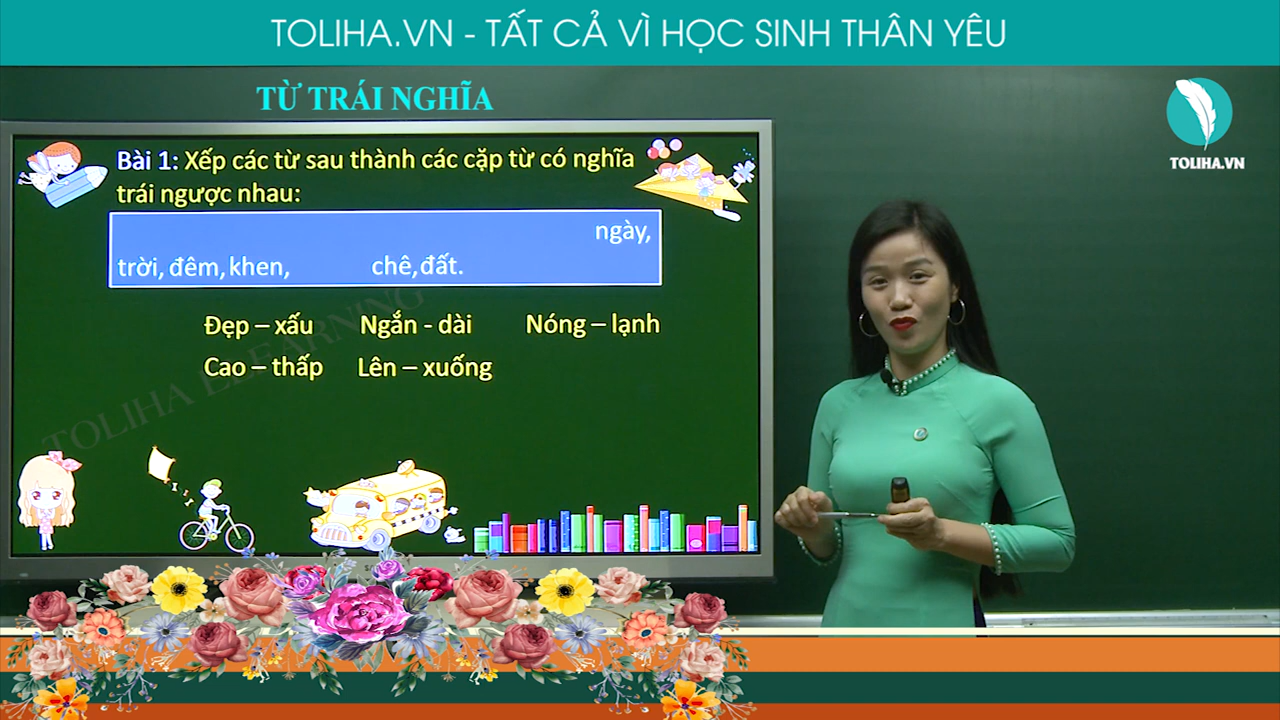 TOLIHA.VN - TẤT CẢ VÌ HỌC SINH THÂN YÊU
TỪ TRÁI NGHĨA
TOLIHA.VN
Bài 1: Xếp các từ sau thành các cặp từ có nghĩa
trái ngược nhau:
ngày,
trời, đêm, khen, chê, đất.
Đẹp – xấu Ngắn - dài Nóng – lạnh
Cao – thấp Lên – xuống
TOLIHA ELEARNING